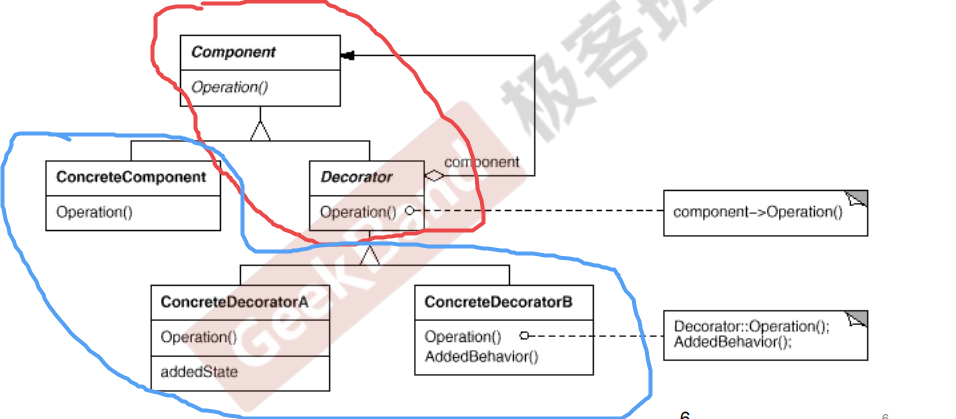 Component
Operation()
component
ConcreteComponent
Operation()
Decorator
Operation()
component->Operation()
ConcreteDecoratorA
Operation()
addedState
ConcreteDecoratorB
Operation()
AddedBehavior()
Decorator::Operation();
AddedBehavior();
GeekBand
极客班
6
6